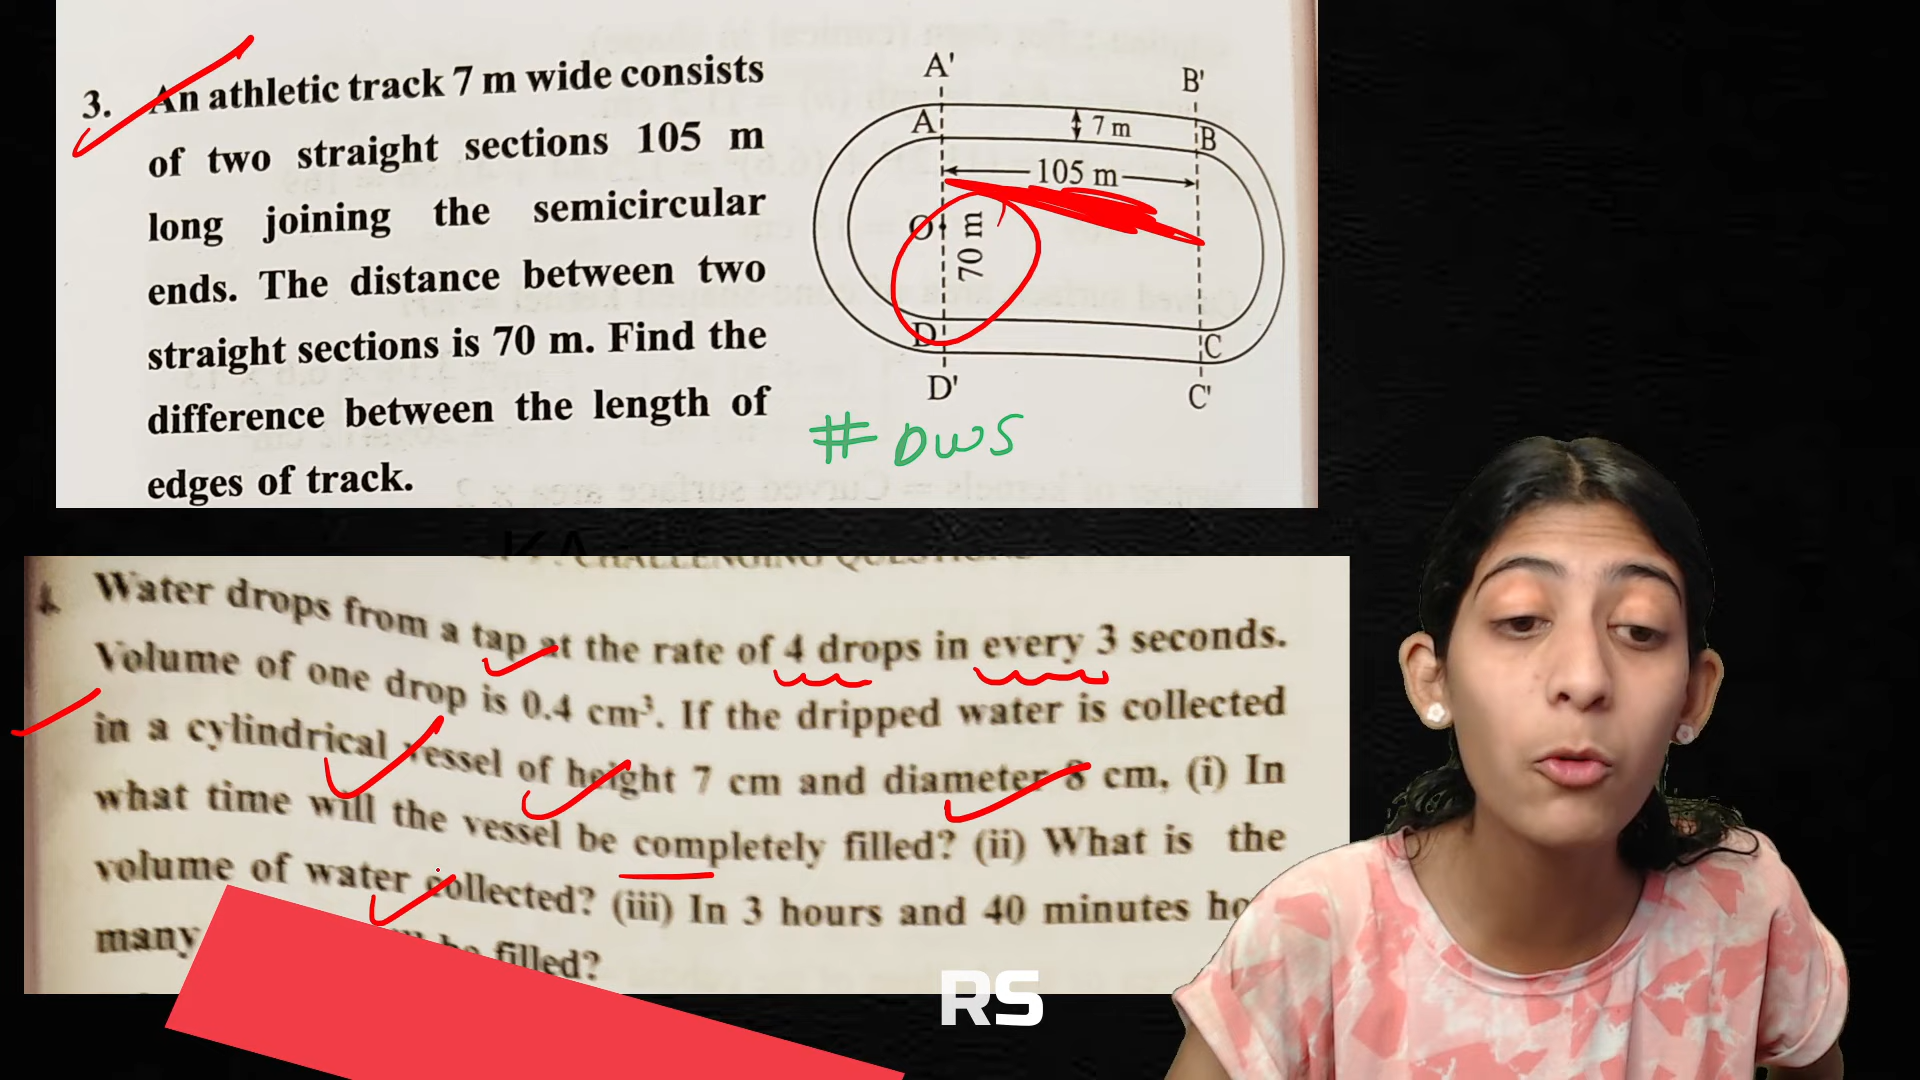 3. An athletic track 7 m wide consists
of two straight sections 105 m
long joining the semicircular
ends. The distance between two
straight sections is 70 m. Find the
difference between the length of
edges of track.
A'
B'
A
7 m
B
105 m
O
70 m
D
C
D'
C'
# DWS
Water drops from a tap at the rate of 4 drops in every 3 seconds.
Volume of one drop is 0.4 cm³. If the dripped water is collected
in a cylindrical vessel of height 7 cm and diameter 8 cm, (i) In
what time will the vessel be completely filled? (ii) What is the
volume of water collected? (iii) In 3 hours and 40 minutes
many be filled?
RS